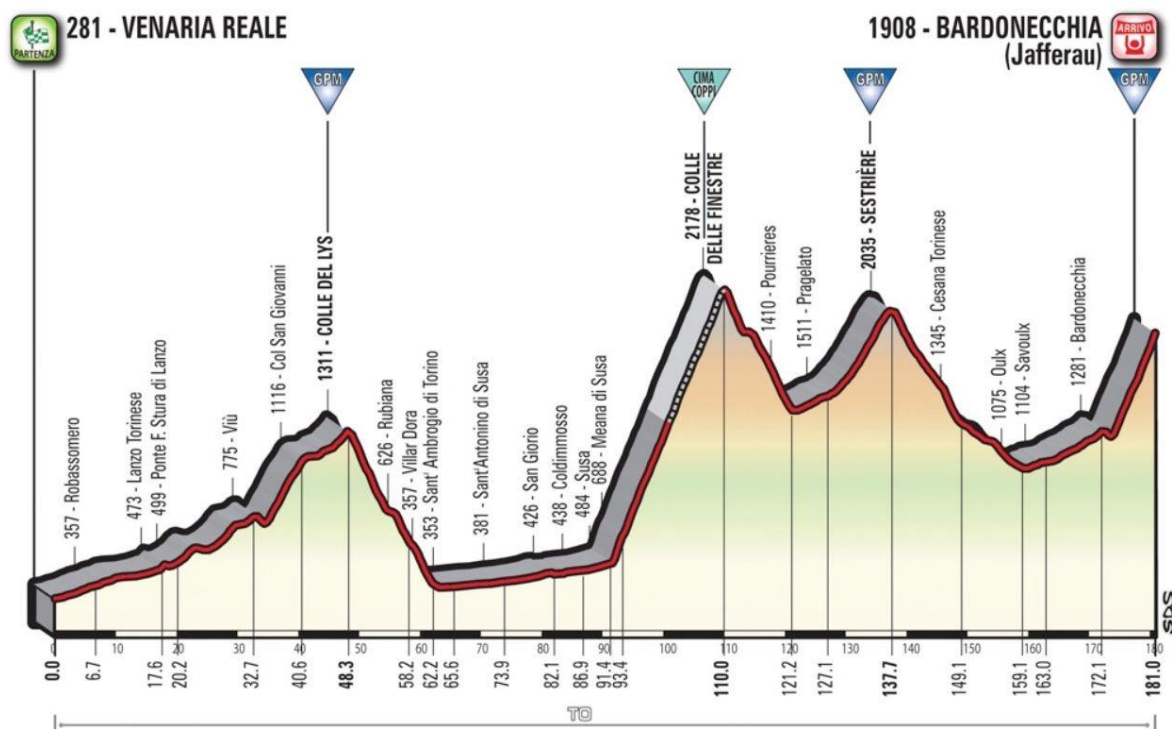 281 - VENARIA REALE
PARTENZA
1908 - BARDONECCHIA
(Jafferau)
ARRIVO
GPM
CIMA
COPPI
GPM
GPM
357 - Robassomero
473 - Lanzo Torinese
499 - Ponte F. Stura di Lanzo
775 - Viù
1116 - Col San Giovanni
1311 - COLLE DEL LYS
626 - Rubiana
357 - Villar Dora
353 - Sant' Ambrogio di Torino
381 - Sant'Antonino di Susa
426 - San Giorio
438 - Coldimmosso
484 - Susa
688 - Meana di Susa
2178 - COLLE
DELLE FINESTRE
1410 - Pourrieres
1511 - Pragelato
2035 - SESTRIÈRE
1345 - Cesana Torinese
1075 - Oulx
1104 - Savoulx
1281 - Bardonecchia
SDS
0 10 20 30 40 50 60 70 80 90 100 110 120 130 140 150 160 170 180
0.0 6.7 17.6 20.2 32.7 40.6 48.3 58.2 62.2 65.6 73.9 82.1 86.9 91.4 93.4 110.0 121.2 127.1 137.7 149.1 159.1 163.0 172.1 181.0
TO